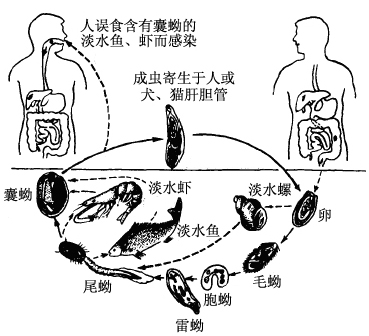 人误食含有囊蚴的
淡水鱼、虾而感染
成虫寄生于人或
犬、猫肝胆管
囊蚴
淡水虾
淡水螺
卵
淡水鱼
尾蚴
毛蚴
胞蚴
雷蚴